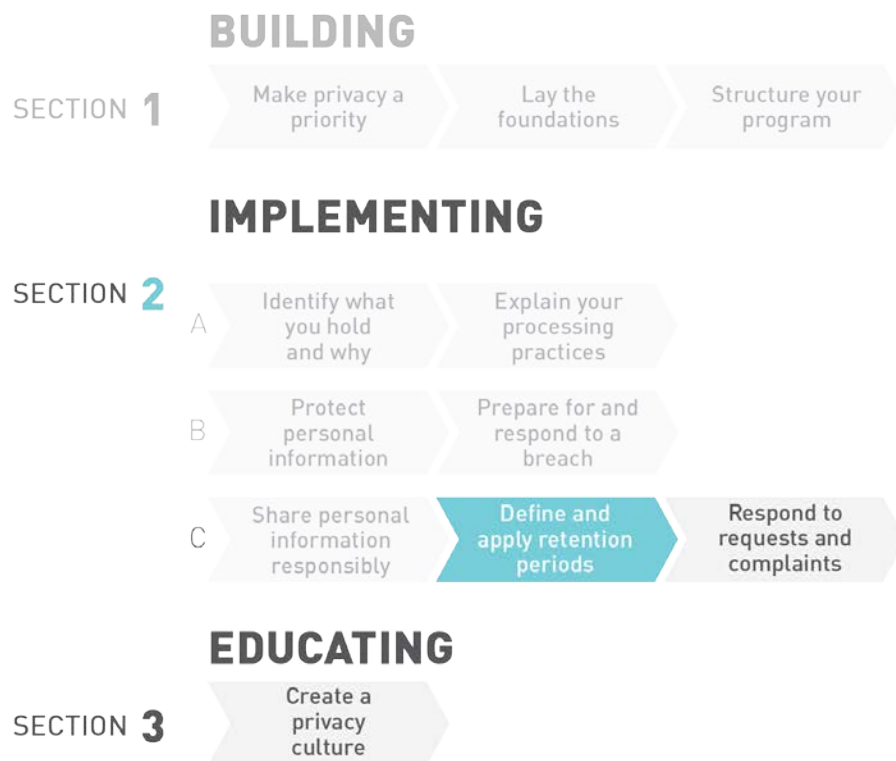 BUILDING
SECTION 1
Make privacy a
priority
Lay the
foundations
Structure your
program
IMPLEMENTING
SECTION 2
A
Identify what
you hold
and why
Explain your
processing
practices
B
Protect
personal
information
Prepare for and
respond to a
breach
C
Share personal
information
responsibly
Define and
apply retention
periods
Respond to
requests and
complaints
EDUCATING
SECTION 3
Create a
privacy
culture